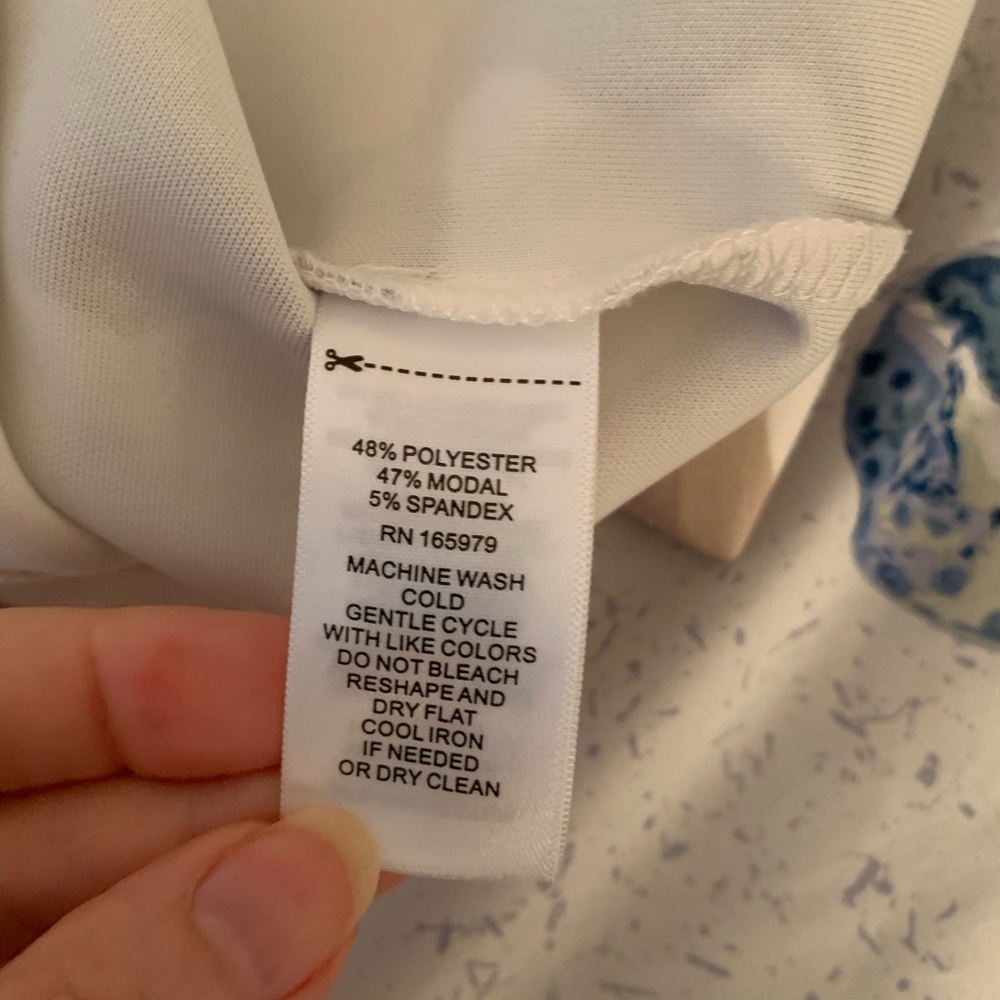 48% POLYESTER
47% MODAL
5% SPANDEX
RN 165979
MACHINE WASH
COLD
GENTLE CYCLE
WITH LIKE COLORS
DO NOT BLEACH
RESHAPE AND
DRY FLAT
COOL IRON
IF NEEDED
OR DRY CLEAN